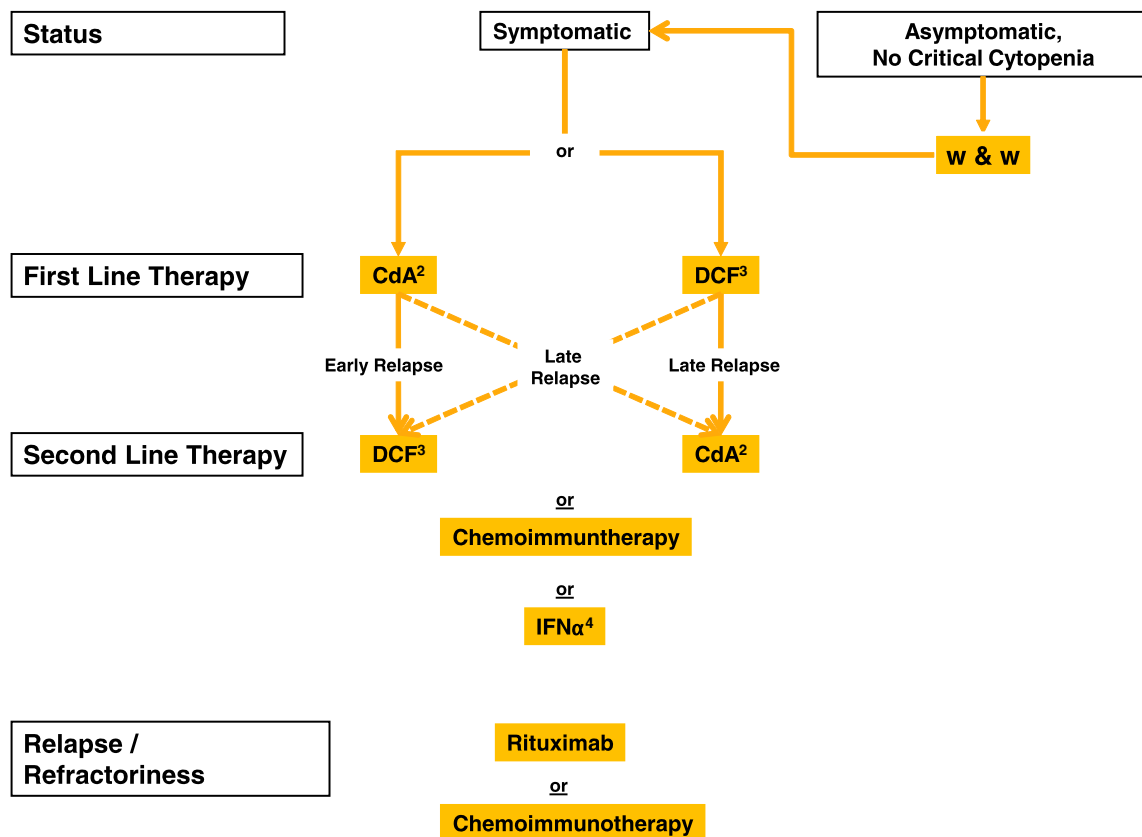 Status
Symptomatic
Asymptomatic,
No Critical Cytopenia
w & w
or
First Line Therapy
CdA²
DCF³
Early Relapse
Late
Relapse
Late Relapse
Second Line Therapy
DCF³
CdA²
or
Chemoimmuntherapy
or
IFNα⁴
Relapse /
Refractoriness
Rituximab
or
Chemoimmunotherapy